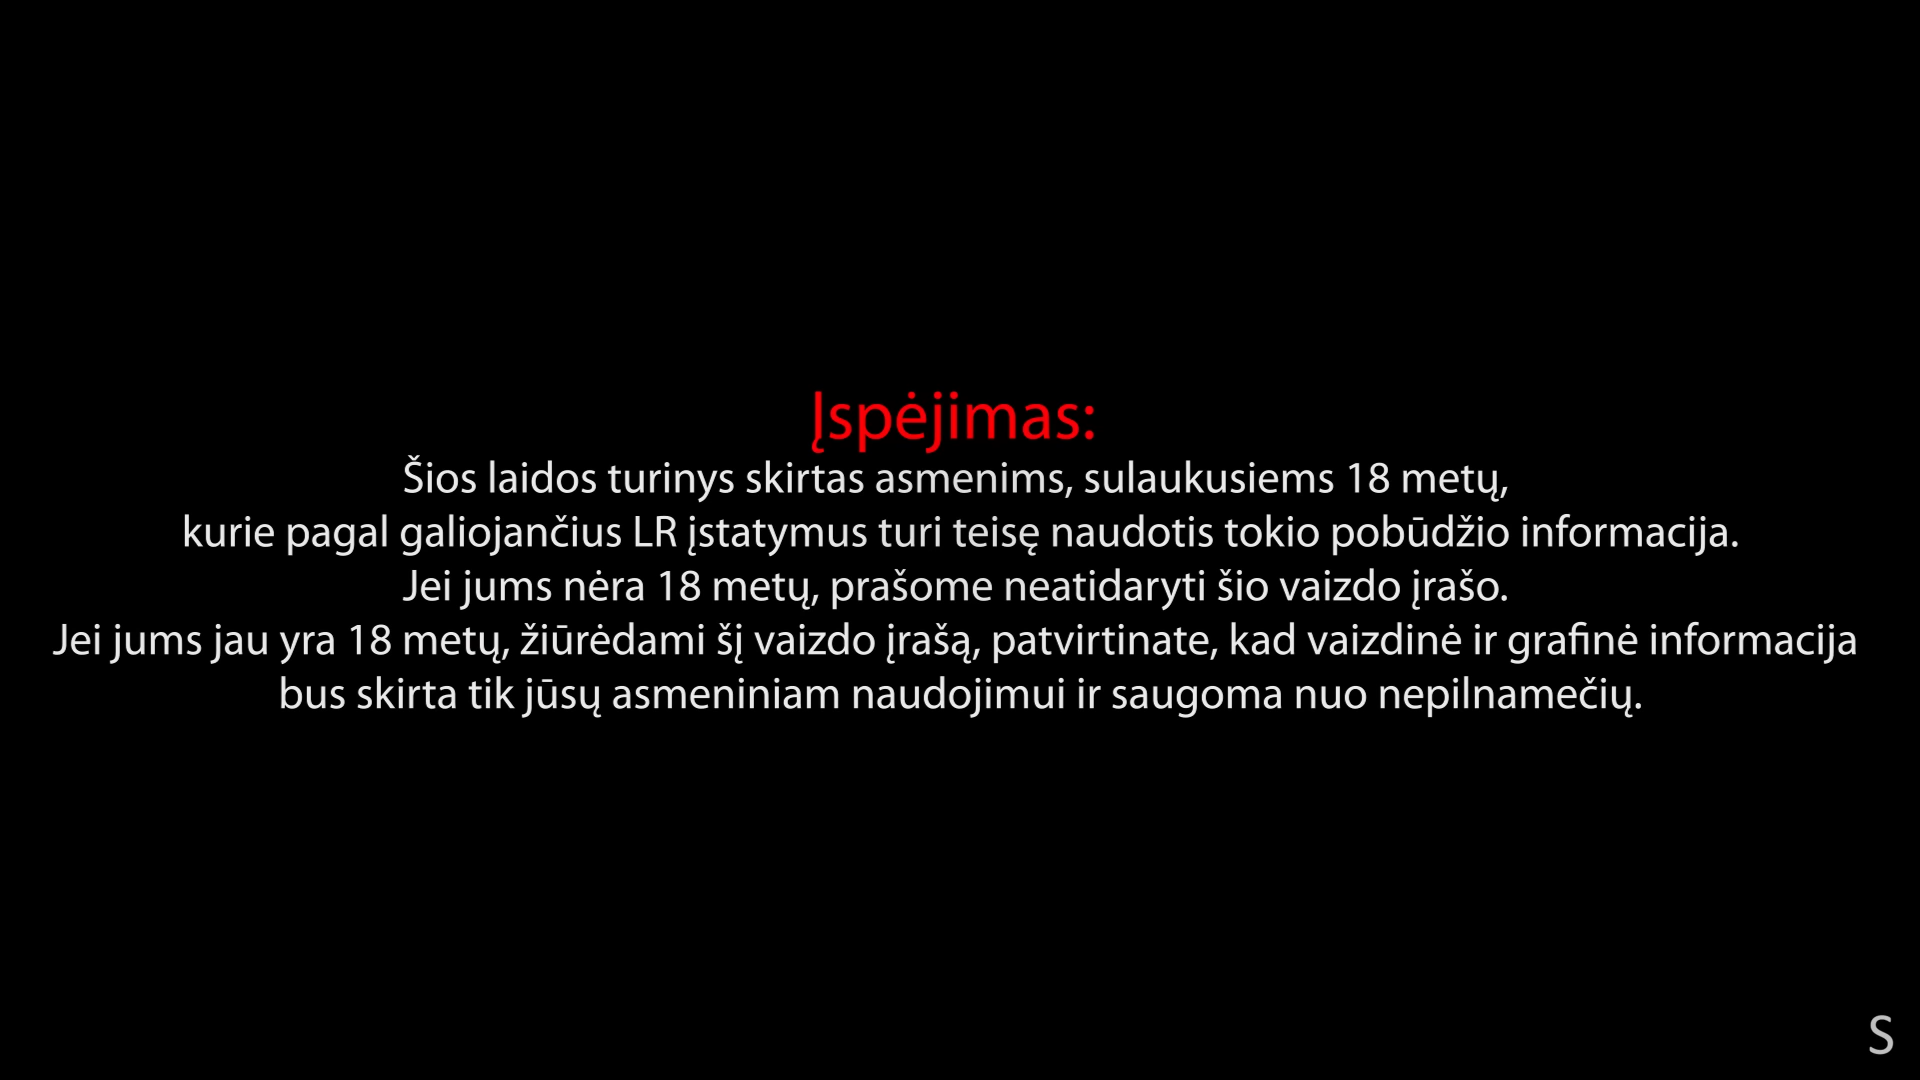 Įspėjimas:
Šios laidos turinys skirtas asmenims, sulaukusiems 18 metų,
kurie pagal galiojančius LR įstatymus turi teisę naudotis tokio pobūdžio informacija.
Jei jums nėra 18 metų, prašome neatidaryti šio vaizdo įrašo.
Jei jums jau yra 18 metų, žiūrėdami šį vaizdo įrašą, patvirtinate, kad vaizdinė ir grafinė informacija
bus skirta tik jūsų asmeniniam naudojimui ir saugoma nuo nepilnamečių.
S